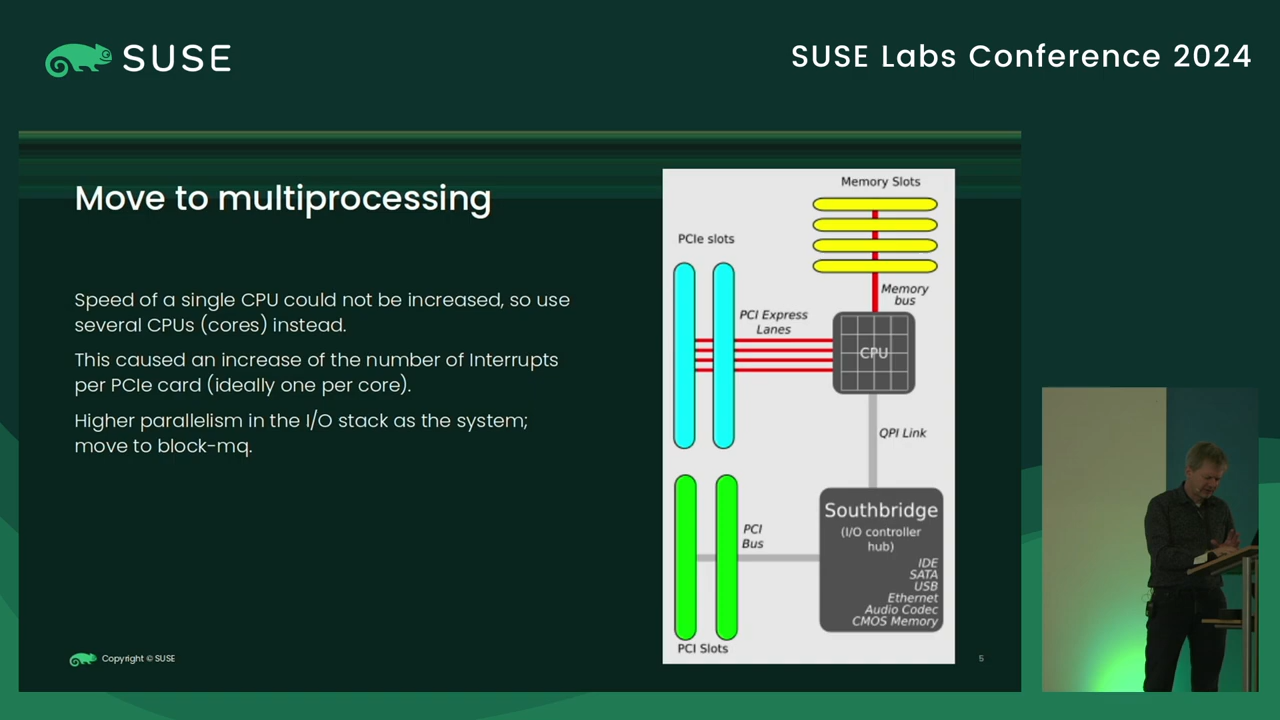 SUSE
SUSE Labs Conference 2024
Move to multiprocessing
Speed of a single CPU could not be increased, so use
several CPUs (cores) instead.
This caused an increase of the number of Interrupts
per PCIe card (ideally one per core).
Higher parallelism in the I/O stack as the system;
move to block-mq.
Memory Slots
PCIe slots
Memory
bus
PCI Express
Lanes
CPU
QPI Link
Southbridge
(I/O controller
hub)
PCI
Bus
IDE
SATA
USB
Ethernet
Audio Codec
CMOS Memory
PCI Slots
Copyright © SUSE
5